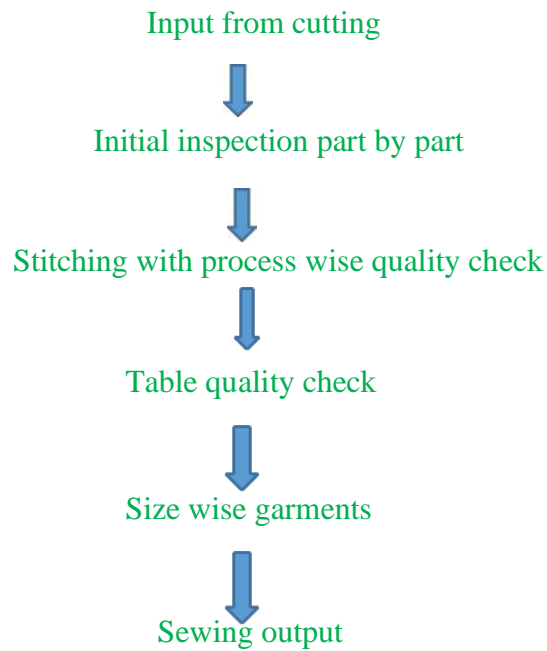 Input from cutting
Initial inspection part by part
Stitching with process wise quality check
Table quality check
Size wise garments
Sewing output